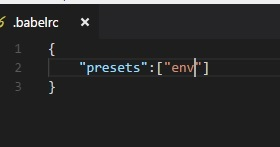 .babelrc ×
1 {
2 "presets":["env"]
3 }